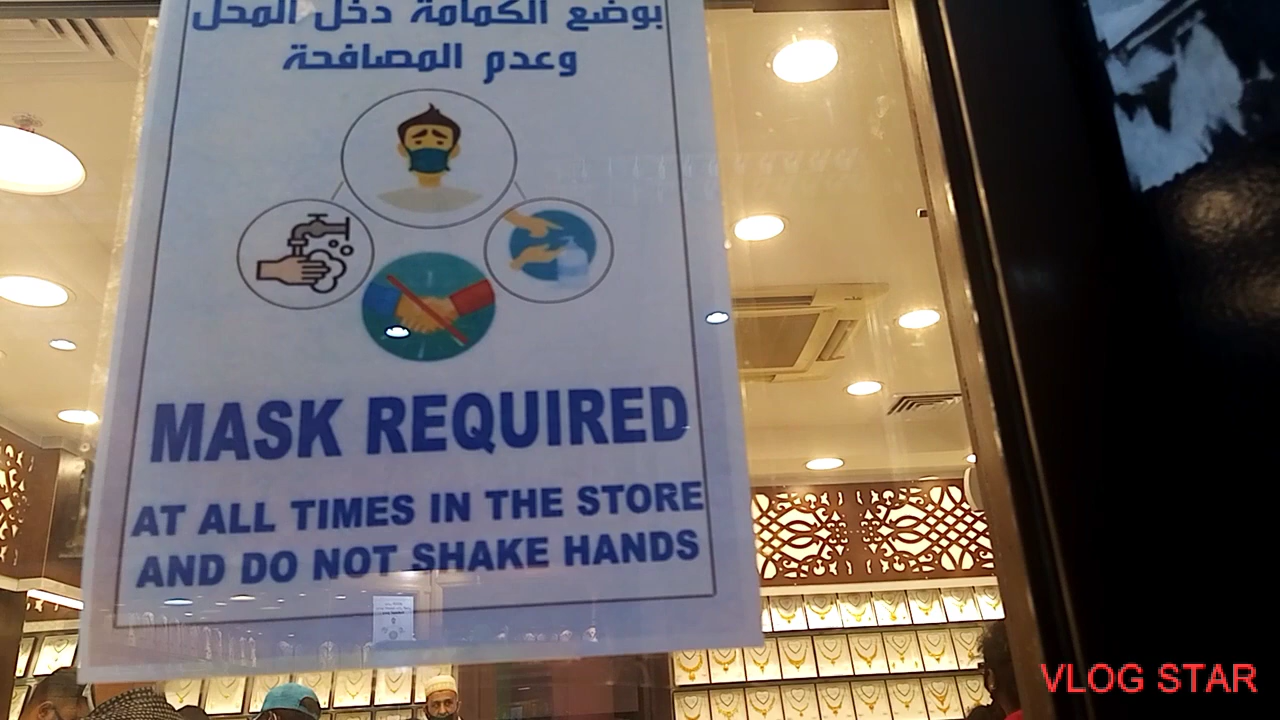 بوضع الكمامة دخل المحل
وعدم المصافحة
MASK REQUIRED
AT ALL TIMES IN THE STORE
AND DO NOT SHAKE HANDS
VLOG STAR